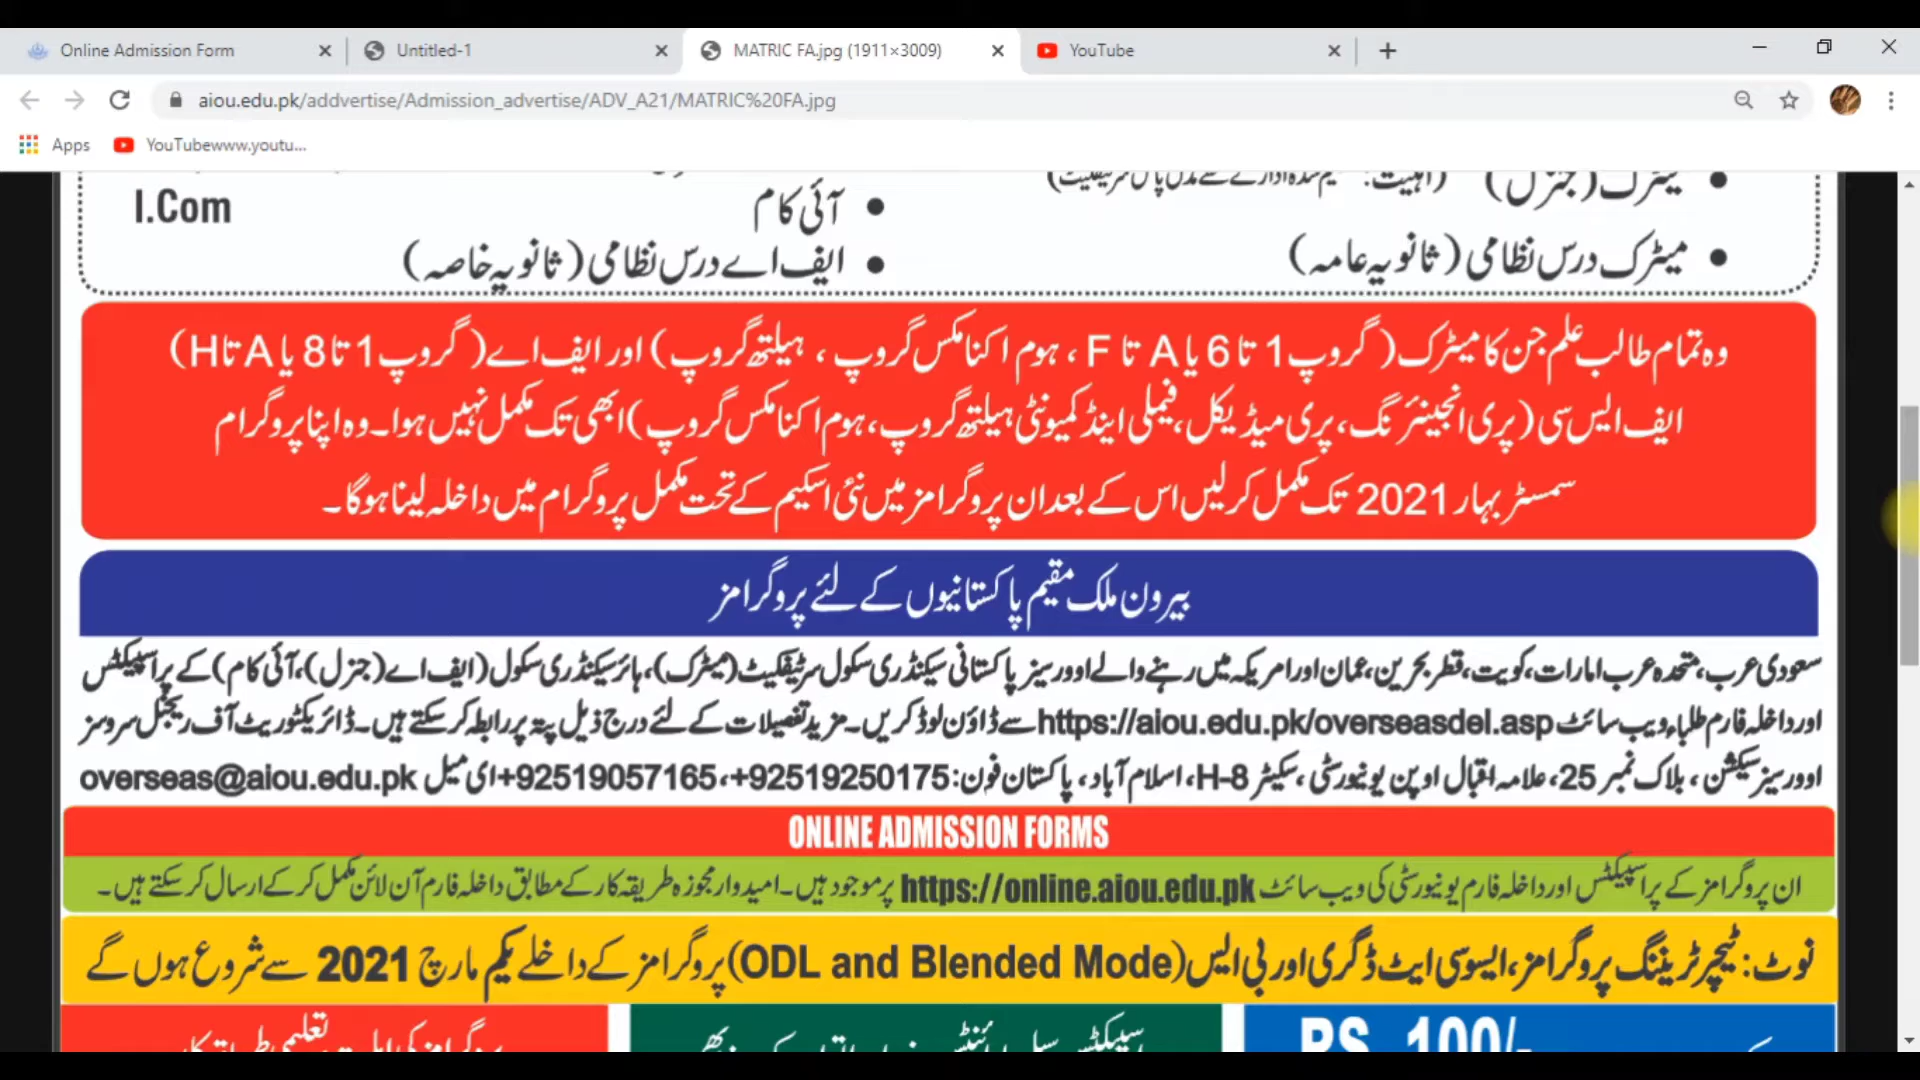 Online Admission Form
Untitled-1
MATRIC FA.jpg (1911×3009)
YouTube
aiou.edu.pk/addvertise/Admission_advertise/ADV_A21/MATRIC%20FA.jpg
Apps
YouTubewww.youtu...
میٹرک (جنرل)
آئی کام I.Com
میٹرک درس نظامی (ثانویہ عامہ)
ایف اے درس نظامی (ثانویہ خاصہ)
وہ تمام طالب علم جن کا میٹرک ( گروپ 1 تا 6 یا A تا F ، ہوم اکنامکس گروپ ، ہیلتھ گروپ) اور ایف اے ( گروپ 1 تا 8 یا A تا H)
ایف ایس سی (پری انجینئرنگ، پری میڈیکل، فیملی اینڈ کمیونٹی ہیلتھ گروپ، ہوم اکنامکس گروپ) ابھی تک مکمل نہیں ہوا۔ وہ اپنا پروگرام
سمسٹر بہار 2021 تک مکمل کر لیں اس کے بعد ان پروگرامز میں نئی اسکیم کے تحت مکمل پروگرام میں داخلہ لینا ہوگا۔
بیرون ملک مقیم پاکستانیوں کے لئے پروگرامز
سعودی عرب، متحدہ عرب امارات، کویت، قطر، بحرین، عمان اور امریکہ میں رہنے والے اوورسیز پاکستانی سیکنڈری سکول سرٹیفکیٹ (میٹرک)، ہائر سیکنڈری سکول (ایف اے (جنرل)، آئی کام) کے پراسپیکٹس
اور داخلہ فارم طلباء ویب سائٹ https://aiou.edu.pk/overseasdel.asp سے ڈاؤن لوڈ کریں۔ مزید تفصیلات کے لئے درج ذیل پتہ پر رابطہ کر سکتے ہیں۔ ڈائریکٹوریٹ آف ریجنل سروسز
اوورسیز سیکشن ، بلاک نمبر 25، علامہ اقبال اوپن یونیورسٹی ، سیکٹر H-8، اسلام آباد، پاکستان فون: +92519250175، +92519057165 ای میل overseas@aiou.edu.pk
ONLINE ADMISSION FORMS
ان پروگرامز کے پراسپیکٹس اور داخلہ فارم یونیورسٹی کی ویب سائٹ https://online.aiou.edu.pk پر موجود ہیں۔ امیدوار مجوزہ طریقہ کار کے مطابق داخلہ فارم آن لائن مکمل کر کے ارسال کر سکتے ہیں۔
نوٹ: ٹیچر ٹریننگ پروگرامز، ایسوسی ایٹ ڈگری اور بی ایس (ODL and Blended Mode) پروگرامز کے داخلے یکم مارچ 2021 سے شروع ہوں گے
RS. 100/-